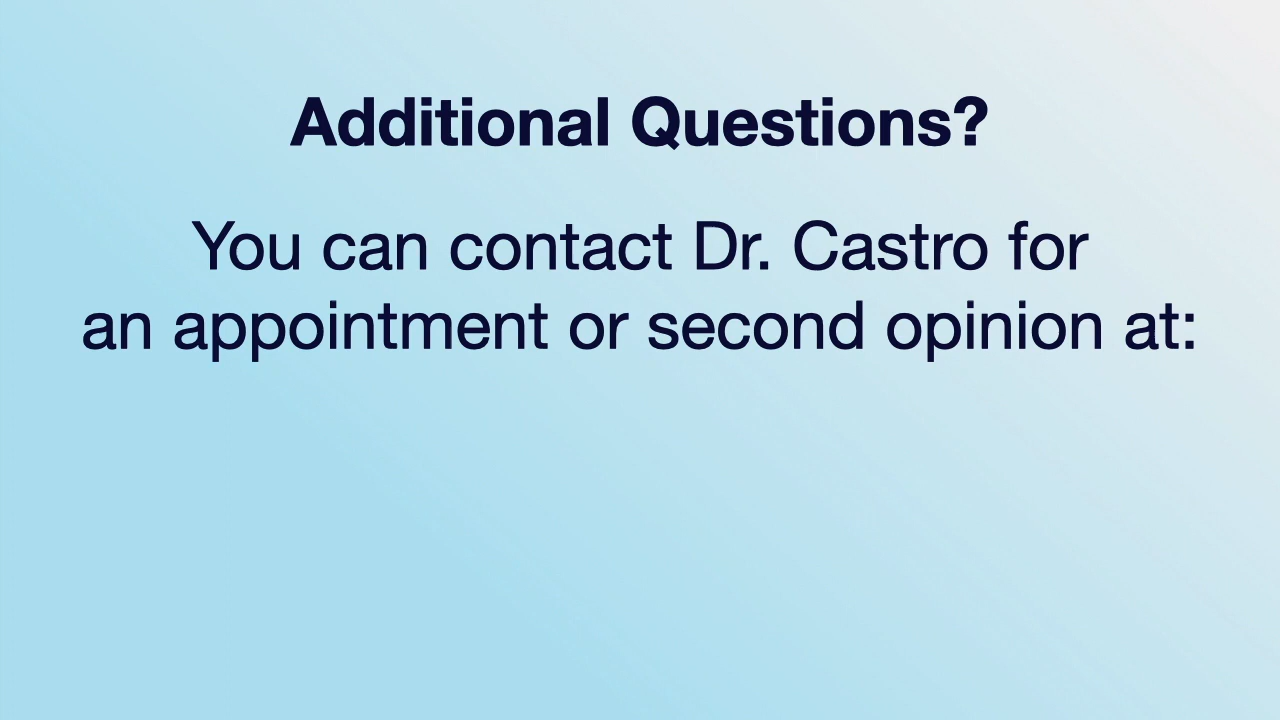 Additional Questions?
You can contact Dr. Castro for
an appointment or second opinion at: